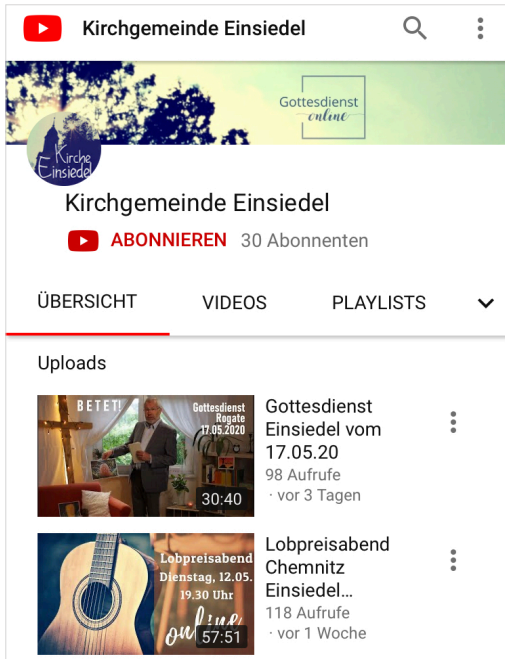 Kirchgemeinde Einsiedel
Gottesdienst
online
Kirche
Einsiedel
Kirchgemeinde Einsiedel
ABONNIEREN 30 Abonnenten
ÜBERSICHT VIDEOS PLAYLISTS
Uploads
BETET!
Gottesdienst
Rogate
17.05.2020
30:40
Gottesdienst
Einsiedel vom
17.05.20
98 Aufrufe
· vor 3 Tagen
Lobpreisabend
Dienstag, 12.05.
19.30 Uhr
online
57:51
Lobpreisabend
Chemnitz
Einsiedel...
118 Aufrufe
· vor 1 Woche